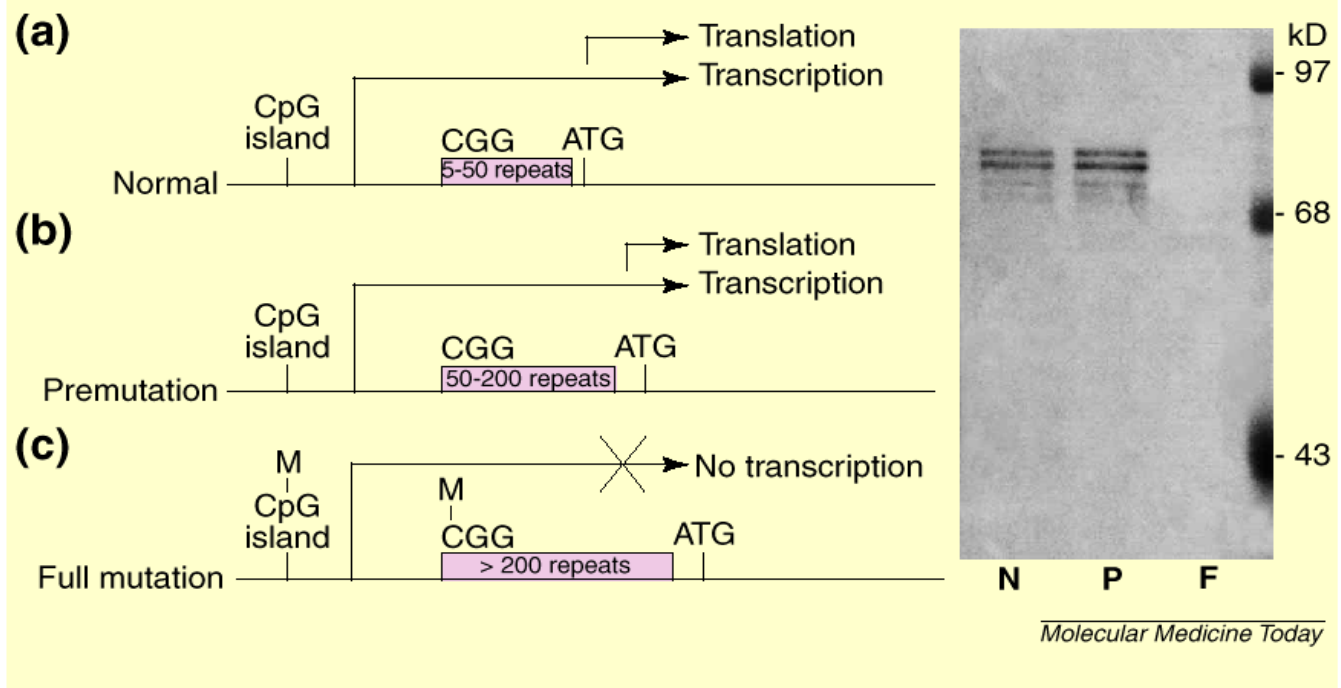 (a)
Translation
Transcription
CpG
island
CGG
ATG
5-50 repeats
Normal
(b)
Translation
Transcription
CpG
island
CGG
ATG
50-200 repeats
Premutation
(c)
M
CpG
island
No transcription
M
CGG
ATG
> 200 repeats
Full mutation
kD
- 97
- 68
- 43
N P F
Molecular Medicine Today